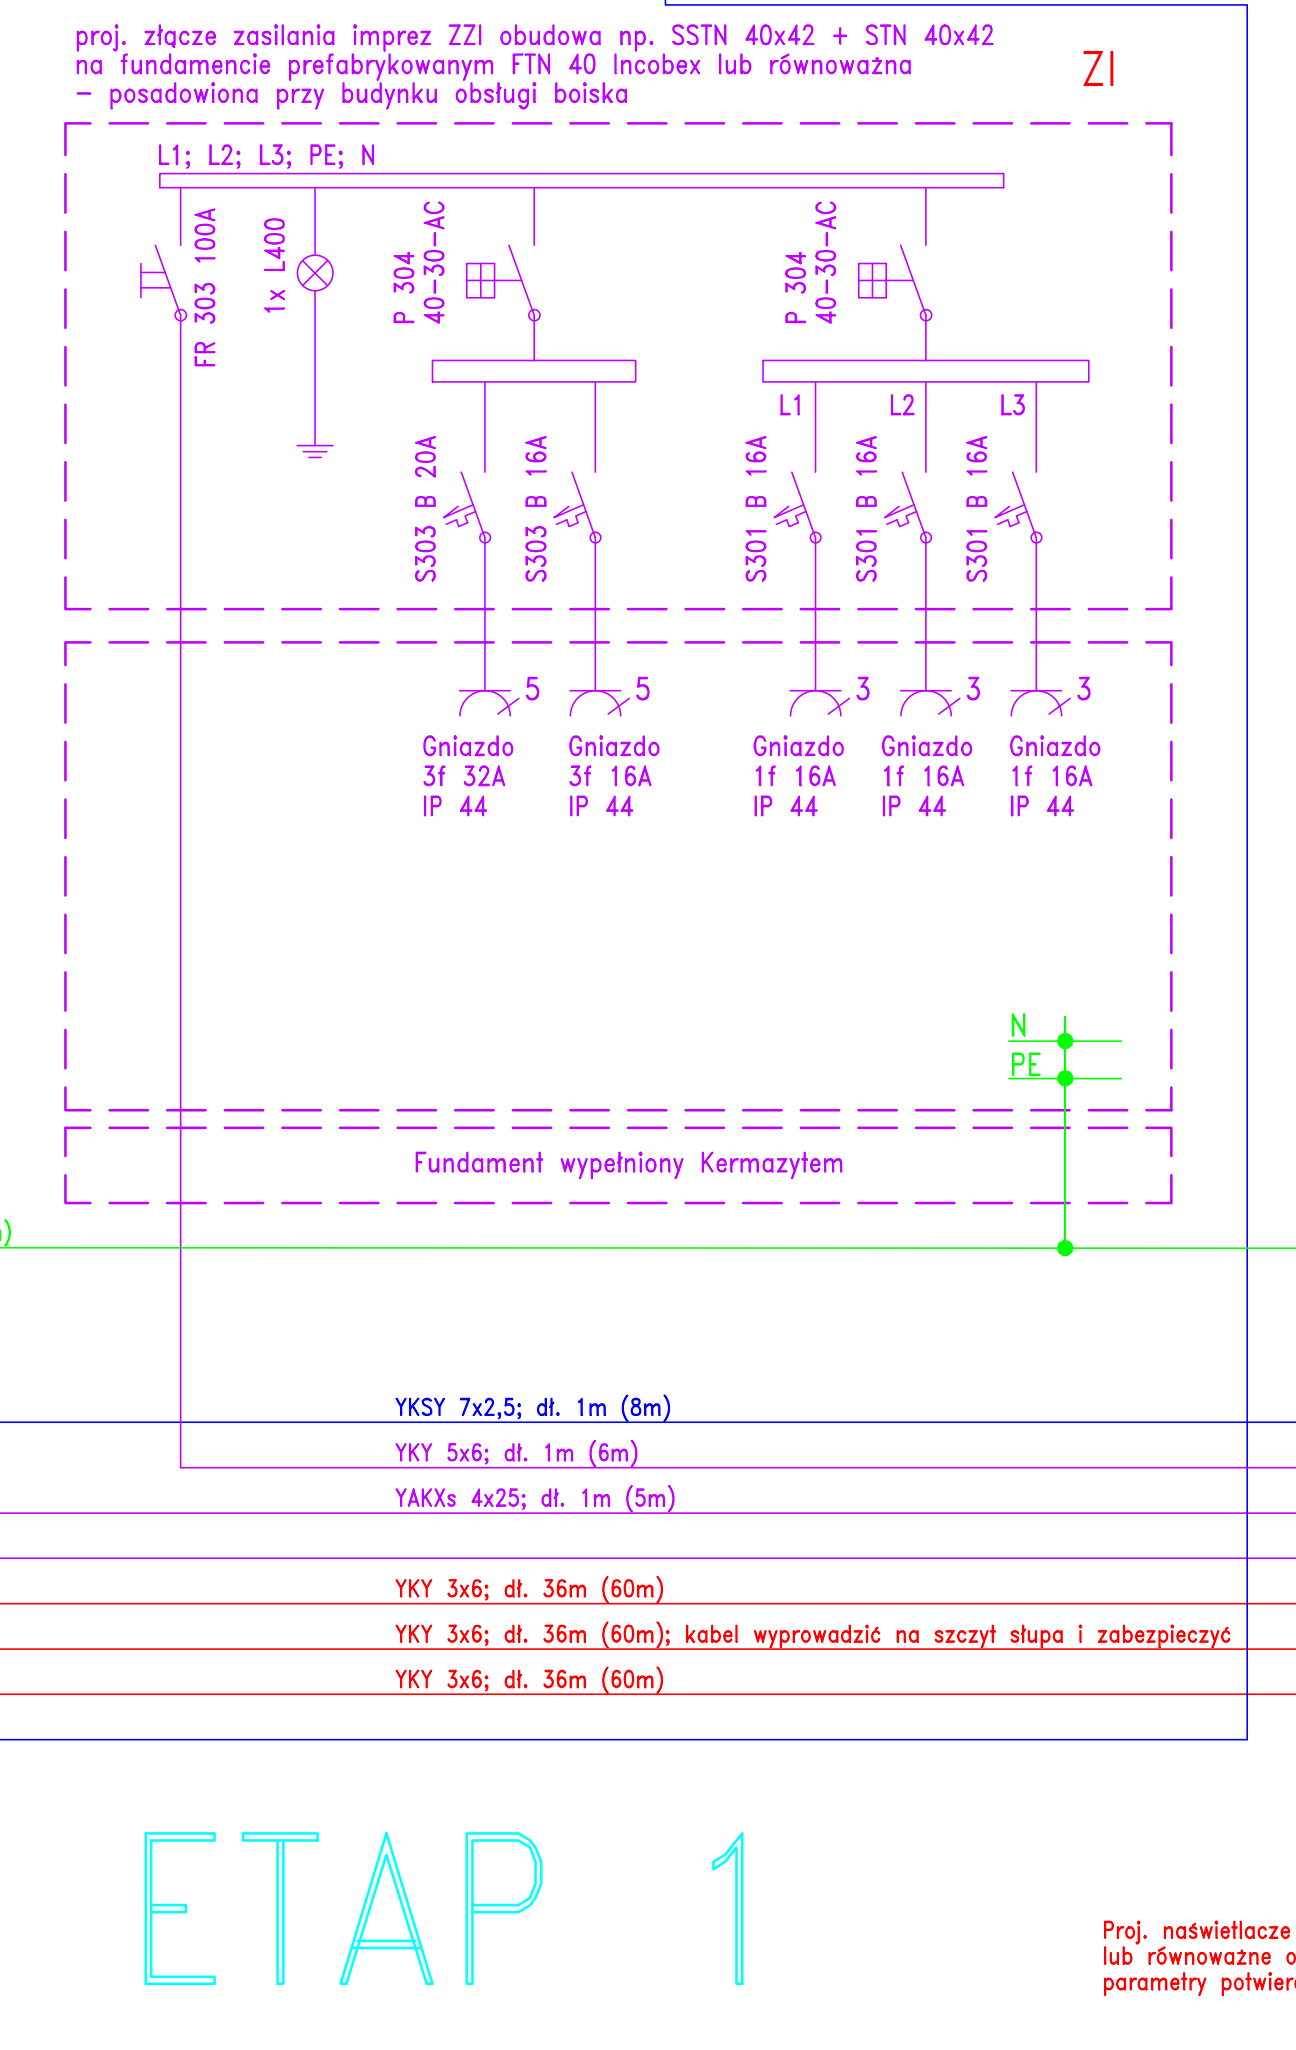 proj. złącze zasilania imprez ZZI obudowa np. SSTN 40x42 + STN 40x42
na fundamencie prefabrykowanym FTN 40 Incobex lub równoważna
– posadowiona przy budynku obsługi boiska
ZI
L1; L2; L3; PE; N
FR 303 100A
1x L400
P 304
40-30-AC
P 304
40-30-AC
L1
L2
L3
S303 B 20A
S303 B 16A
S301 B 16A
S301 B 16A
S301 B 16A
5
5
3
3
3
Gniazdo
3f 32A
IP 44
Gniazdo
3f 16A
IP 44
Gniazdo
1f 16A
IP 44
Gniazdo
1f 16A
IP 44
Gniazdo
1f 16A
IP 44
N
PE
Fundament wypełniony Kermazytem
YKSY 7x2,5; dł. 1m (8m)
YKY 5x6; dł. 1m (6m)
YAKXs 4x25; dł. 1m (5m)
YKY 3x6; dł. 36m (60m)
YKY 3x6; dł. 36m (60m); kabel wyprowadzić na szczyt słupa i zabezpieczyć
YKY 3x6; dł. 36m (60m)
ETAP 1
Proj. naświetlacze
lub równoważne o
parametry potwier